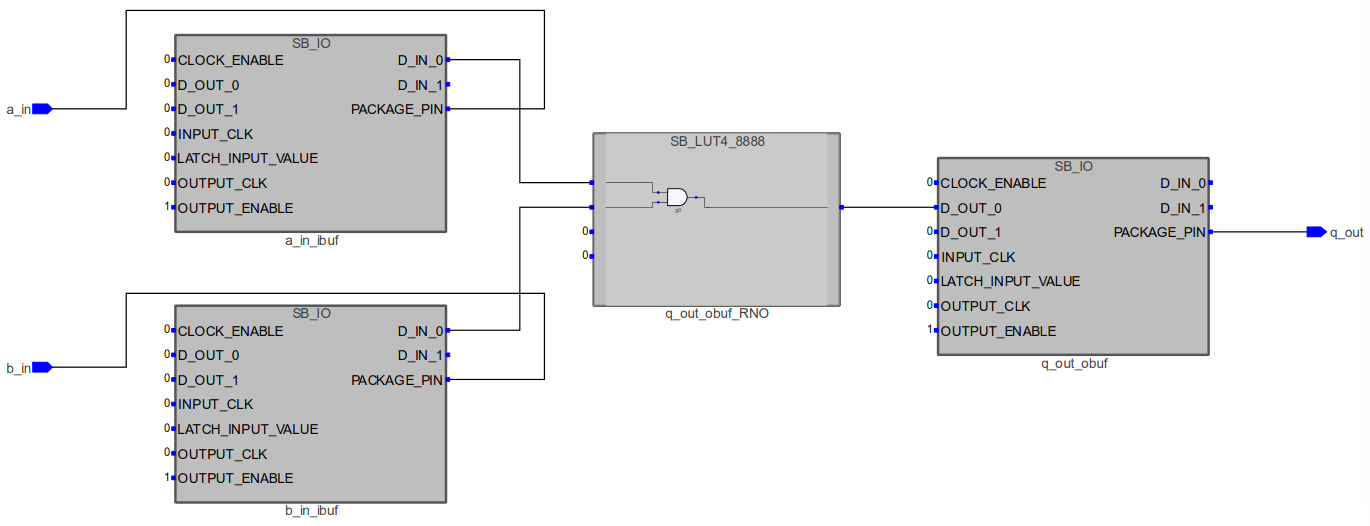 SB_IO
0 CLOCK_ENABLE D_IN_0
0 D_OUT_0 D_IN_1
a_in 0 D_OUT_1 PACKAGE_PIN
0 INPUT_CLK
0 LATCH_INPUT_VALUE
0 OUTPUT_CLK
1 OUTPUT_ENABLE
a_in_ibuf
SB_LUT4_8888
0
0
q_out_obuf_RNO
SB_IO
0 CLOCK_ENABLE D_IN_0
D_OUT_0 D_IN_1
0 D_OUT_1 PACKAGE_PIN q_out
0 INPUT_CLK
0 LATCH_INPUT_VALUE
0 OUTPUT_CLK
1 OUTPUT_ENABLE
q_out_obuf
SB_IO
0 CLOCK_ENABLE D_IN_0
0 D_OUT_0 D_IN_1
b_in 0 D_OUT_1 PACKAGE_PIN
0 INPUT_CLK
0 LATCH_INPUT_VALUE
0 OUTPUT_CLK
1 OUTPUT_ENABLE
b_in_ibuf